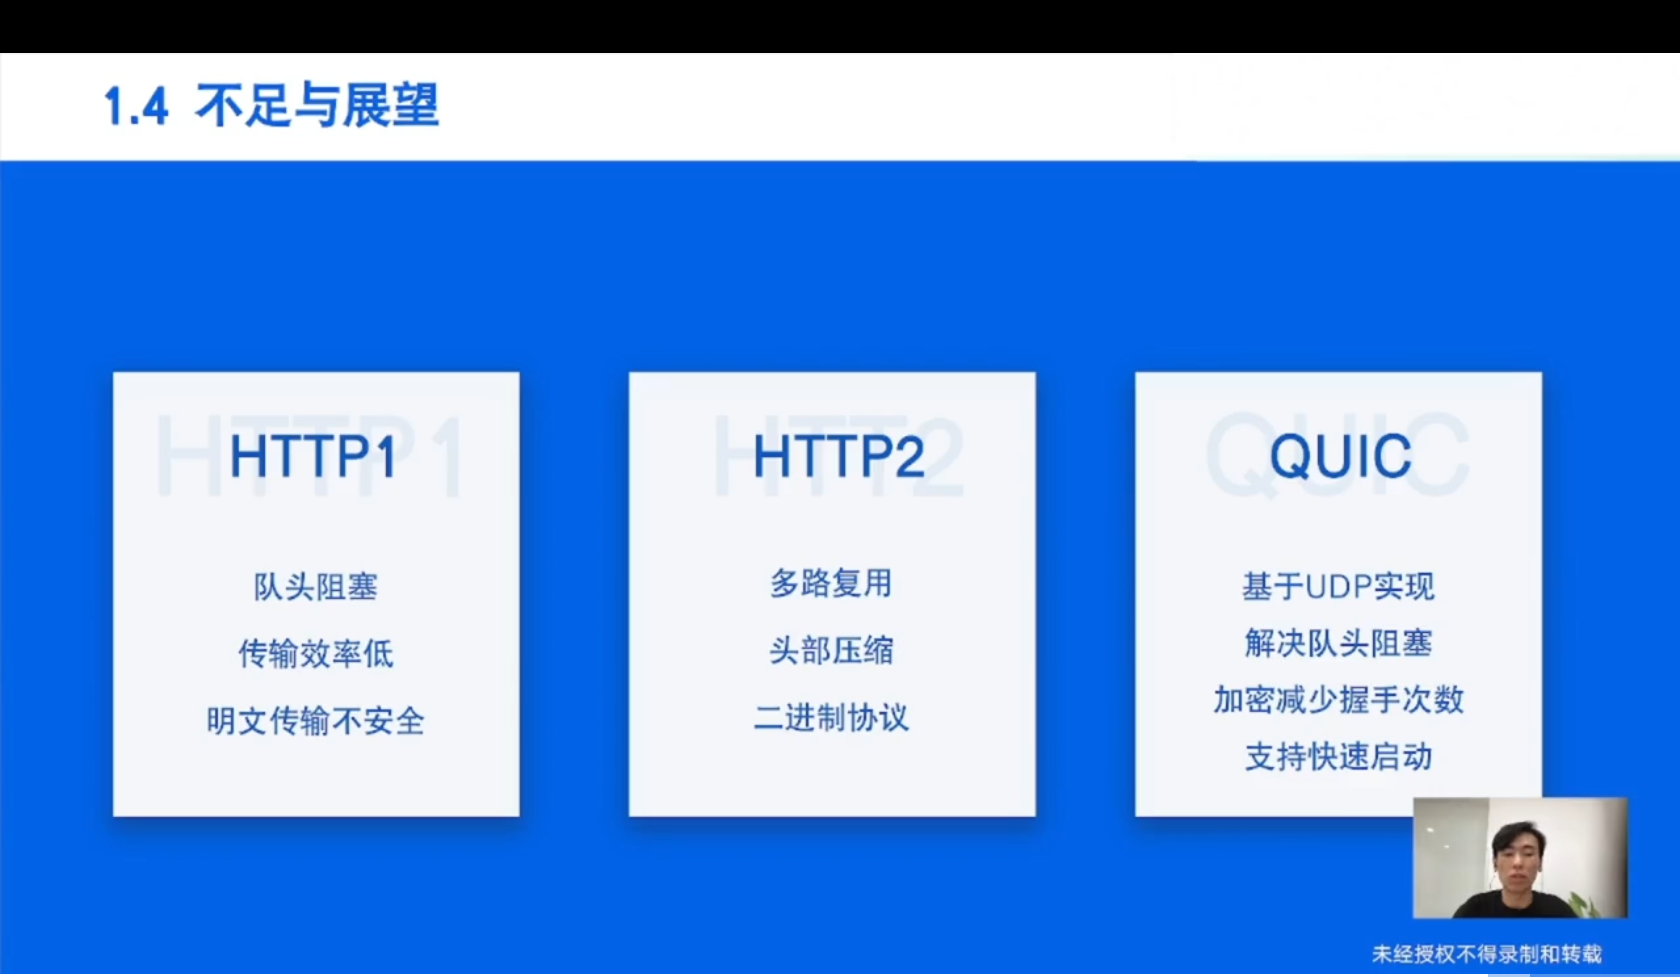 1.4 不足与展望
HTTP1
HTTP1
队头阻塞
传输效率低
明文传输不安全
HTT2
HTTP2
多路复用
头部压缩
二进制协议
QUIC
QUIC
基于UDP实现
解决队头阻塞
加密减少握手次数
支持快速启动
未经授权不得录制和转载